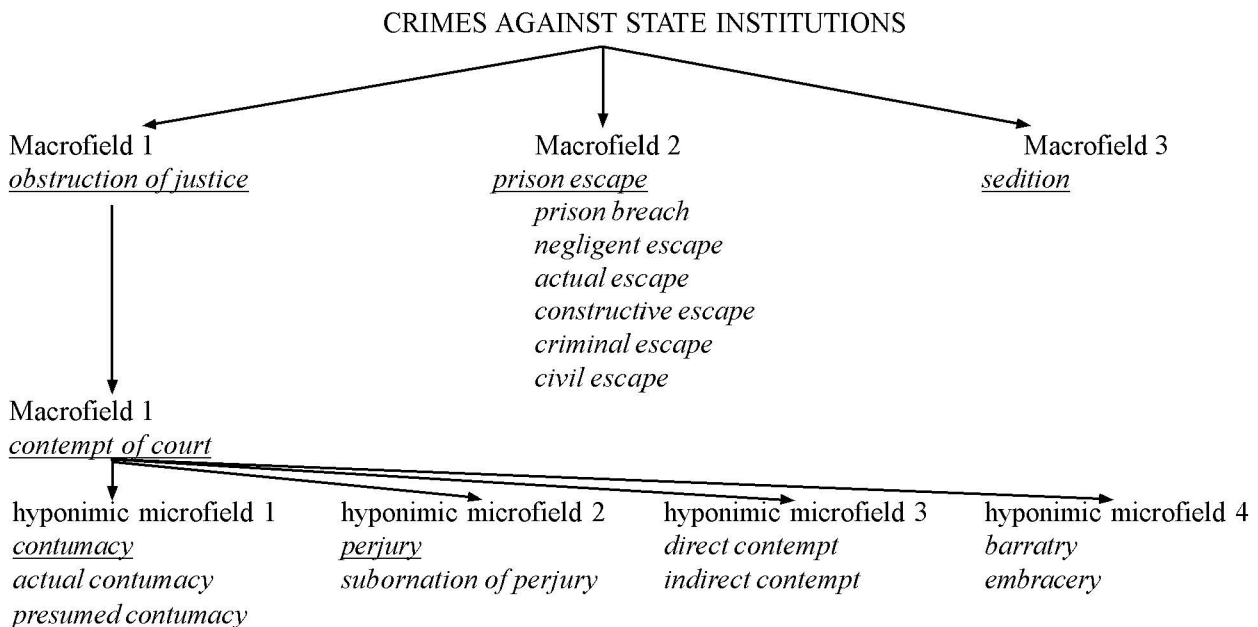 CRIMES AGAINST STATE INSTITUTIONS
Macrofield 1
obstruction of justice
Macrofield 2
prison escape
prison breach
negligent escape
actual escape
constructive escape
criminal escape
civil escape
Macrofield 3
sedition
Macrofield 1
contempt of court
hyponimic microfield 1
contumacy
actual contumacy
presumed contumacy
hyponimic microfield 2
perjury
subornation of perjury
hyponimic microfield 3
direct contempt
indirect contempt
hyponimic microfield 4
barratry
embracery